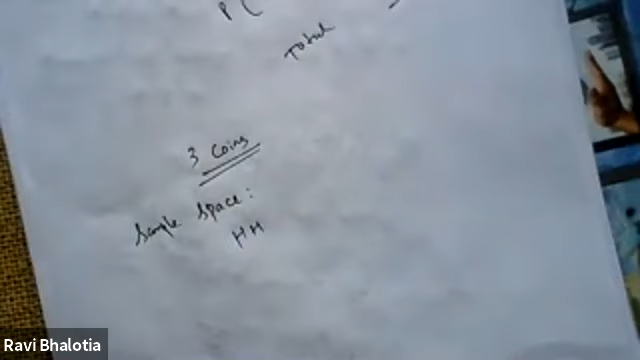 P(
Total
3 Coins
Sample Space:
HH
Ravi Bhalotia